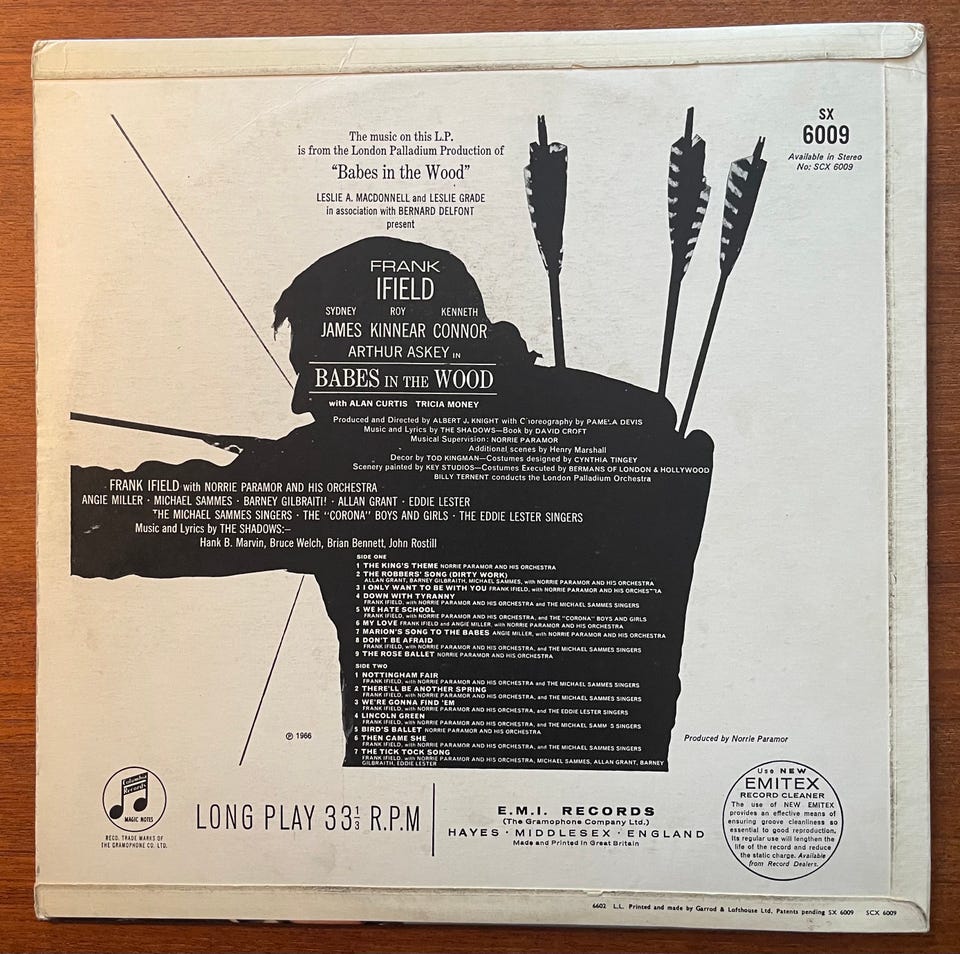 The music on this L.P.
is from the London Palladium Production of
“Babes in the Wood”
LESLIE A. MACDONNELL and LESLIE GRADE
in association with BERNARD DELFONT
present
SX
6009
Available in Stereo
No: SCX 6009
FRANK
IFIELD
SYDNEY ROY KENNETH
JAMES KINNEAR CONNOR
ARTHUR ASKEY IN
BABES IN THE WOOD
with ALAN CURTIS TRICIA MONEY
Produced and Directed by ALBERT J. KNIGHT with Choreography by PAMELA DEVIS
Music and Lyrics by THE SHADOWS—Book by DAVID CROFT
Musical Supervision: NORRIE PARAMOR
Additional scenes by Henry Marshall
Decor by TOD KINGMAN—Costumes designed by CYNTHIA TINGEY
Scenery painted by KEY STUDIOS—Costumes Executed by BERMANS OF LONDON & HOLLYWOOD
BILLY TERNENT conducts the London Palladium Orchestra
FRANK IFIELD with NORRIE PARAMOR AND HIS ORCHESTRA
ANGIE MILLER · MICHAEL SAMMES · BARNEY GILBRAITH · ALLAN GRANT · EDDIE LESTER
THE MICHAEL SAMMES SINGERS · THE “CORONA” BOYS AND GIRLS · THE EDDIE LESTER SINGERS
Music and Lyrics by THE SHADOWS:–
Hank B. Marvin, Bruce Welch, Brian Bennett, John Rostill
SIDE ONE
1 THE KING'S THEME NORRIE PARAMOR AND HIS ORCHESTRA
2 THE ROBBERS' SONG (DIRTY WORK)
ALLAN GRANT, BARNEY GILBRAITH, MICHAEL SAMMES, with NORRIE PARAMOR AND HIS ORCHESTRA
3 I ONLY WANT TO BE WITH YOU FRANK IFIELD, with NORRIE PARAMOR AND HIS ORCHESTRA
4 DOWN WITH TYRANNY
FRANK IFIELD, with NORRIE PARAMOR AND HIS ORCHESTRA and THE MICHAEL SAMMES SINGERS
5 WE HATE SCHOOL
FRANK IFIELD, with NORRIE PARAMOR AND HIS ORCHESTRA, and THE “CORONA” BOYS AND GIRLS
6 MY LOVE FRANK IFIELD and ANGIE MILLER, with NORRIE PARAMOR AND HIS ORCHESTRA
7 MARION'S SONG TO THE BABES ANGIE MILLER, with NORRIE PARAMOR AND HIS ORCHESTRA
8 DON'T BE AFRAID
FRANK IFIELD, with NORRIE PARAMOR AND HIS ORCHESTRA, and THE MICHAEL SAMMES SINGERS
9 THE ROSE BALLET NORRIE PARAMOR AND HIS ORCHESTRA
SIDE TWO
1 NOTTINGHAM FAIR
FRANK IFIELD, with NORRIE PARAMOR AND HIS ORCHESTRA and THE MICHAEL SAMMES SINGERS
2 THERE'LL BE ANOTHER SPRING
FRANK IFIELD, with NORRIE PARAMOR AND HIS ORCHESTRA, and THE MICHAEL SAMMES SINGERS
3 WE'RE GONNA FIND 'EM
FRANK IFIELD, with NORRIE PARAMOR AND HIS ORCHESTRA, and THE EDDIE LESTER SINGERS
4 LINCOLN GREEN
FRANK IFIELD, with NORRIE PARAMOR AND HIS ORCHESTRA, and THE MICHAEL SAMMES SINGERS
5 BIRD'S BALLET NORRIE PARAMOR AND HIS ORCHESTRA
6 THEN CAME SHE
FRANK IFIELD, with NORRIE PARAMOR AND HIS ORCHESTRA, and THE MICHAEL SAMMES SINGERS
7 THE TICK TOCK SONG
FRANK IFIELD, with NORRIE PARAMOR AND HIS ORCHESTRA, MICHAEL SAMMES, ALLAN GRANT, BARNEY
GILBRAITH, EDDIE LESTER
℗ 1966
Produced by Norrie Paramor
Columbia
Records
MAGIC NOTES
REGD. TRADE MARKS OF
THE GRAMOPHONE CO. LTD.
LONG PLAY 33⅓ R.P.M
E.M.I. RECORDS
(The Gramophone Company Ltd.)
HAYES · MIDDLESEX · ENGLAND
Made and Printed in Great Britain
Use NEW
EMITEX
RECORD CLEANER
The use of NEW EMITEX
provides an effective means of
ensuring groove cleanliness so
essential to good reproduction.
Its regular use will lengthen the
life of the record and reduce
the static charge. Available
from Record Dealers.
6602 L.L. Printed and made by Garrod & Lofthouse Ltd. Patents pending SX 6009 SCX 6009